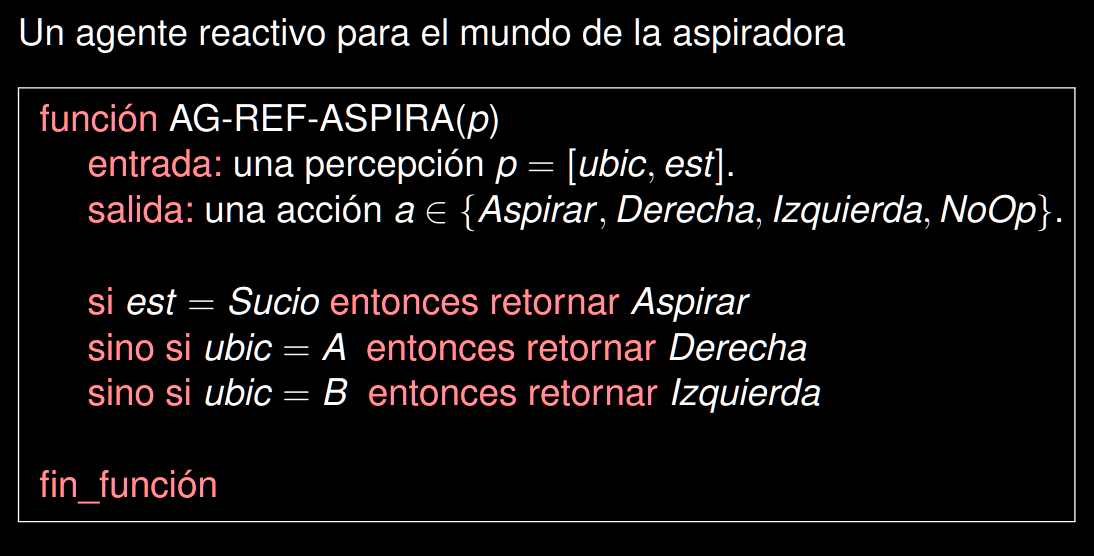 Un agente reactivo para el mundo de la aspiradora
función AG-REF-ASPIRA(p)
entrada: una percepción p = [ubic, est].
salida: una acción a ∈ {Aspirar, Derecha, Izquierda, NoOp}.
si est = Sucio entonces retornar Aspirar
sino si ubic = A entonces retornar Derecha
sino si ubic = B entonces retornar Izquierda
fin_función